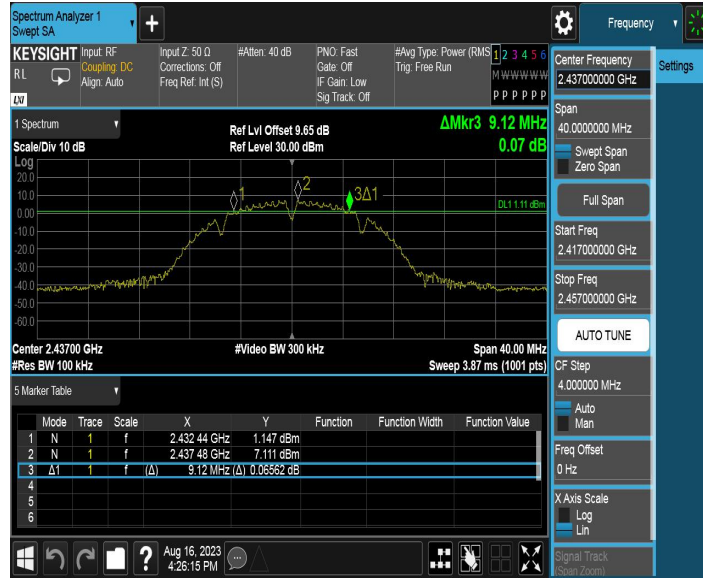 Spectrum Analyzer 1
Swept SA
Frequency
KEYSIGHT
RL
LXI
Input: RF
Coupling: DC
Align: Auto
Input Z: 50 Ω
Corrections: Off
Freq Ref: Int (S)
#Atten: 40 dB
PNO: Fast
Gate: Off
IF Gain: Low
Sig Track: Off
#Avg Type: Power (RMS
Trig: Free Run
1 2 3 4 5 6
M W W W W W
P P P P P P
Center Frequency
2.437000000 GHz
Settings
Span
40.0000000 MHz
Swept Span
Zero Span
Full Span
Start Freq
2.417000000 GHz
Stop Freq
2.457000000 GHz
AUTO TUNE
CF Step
4.000000 MHz
Auto
Man
Freq Offset
0 Hz
X Axis Scale
Log
Lin
Signal Track
(Span Zoom)
1 Spectrum
Scale/Div 10 dB
Ref Lvl Offset 9.65 dB
Ref Level 30.00 dBm
ΔMkr3 9.12 MHz
0.07 dB
Log
20.0
10.0
0.00
-10.0
-20.0
-30.0
-40.0
-50.0
-60.0
1
2
3Δ1
DL1 1.11 dBm
Center 2.43700 GHz
#Res BW 100 kHz
#Video BW 300 kHz
Span 40.00 MHz
Sweep 3.87 ms (1001 pts)
5 Marker Table
Mode Trace Scale X Y Function Function Width Function Value
1 N 1 f 2.432 44 GHz 1.147 dBm
2 N 1 f 2.437 48 GHz 7.111 dBm
3 Δ1 1 f (Δ) 9.12 MHz (Δ) 0.06562 dB
4
5
6
Aug 16, 2023
4:26:15 PM